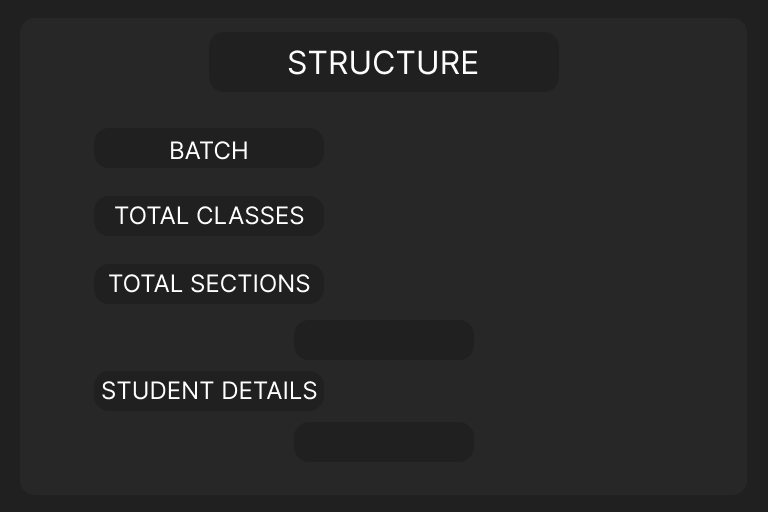 STRUCTURE
BATCH
TOTAL CLASSES
TOTAL SECTIONS
STUDENT DETAILS